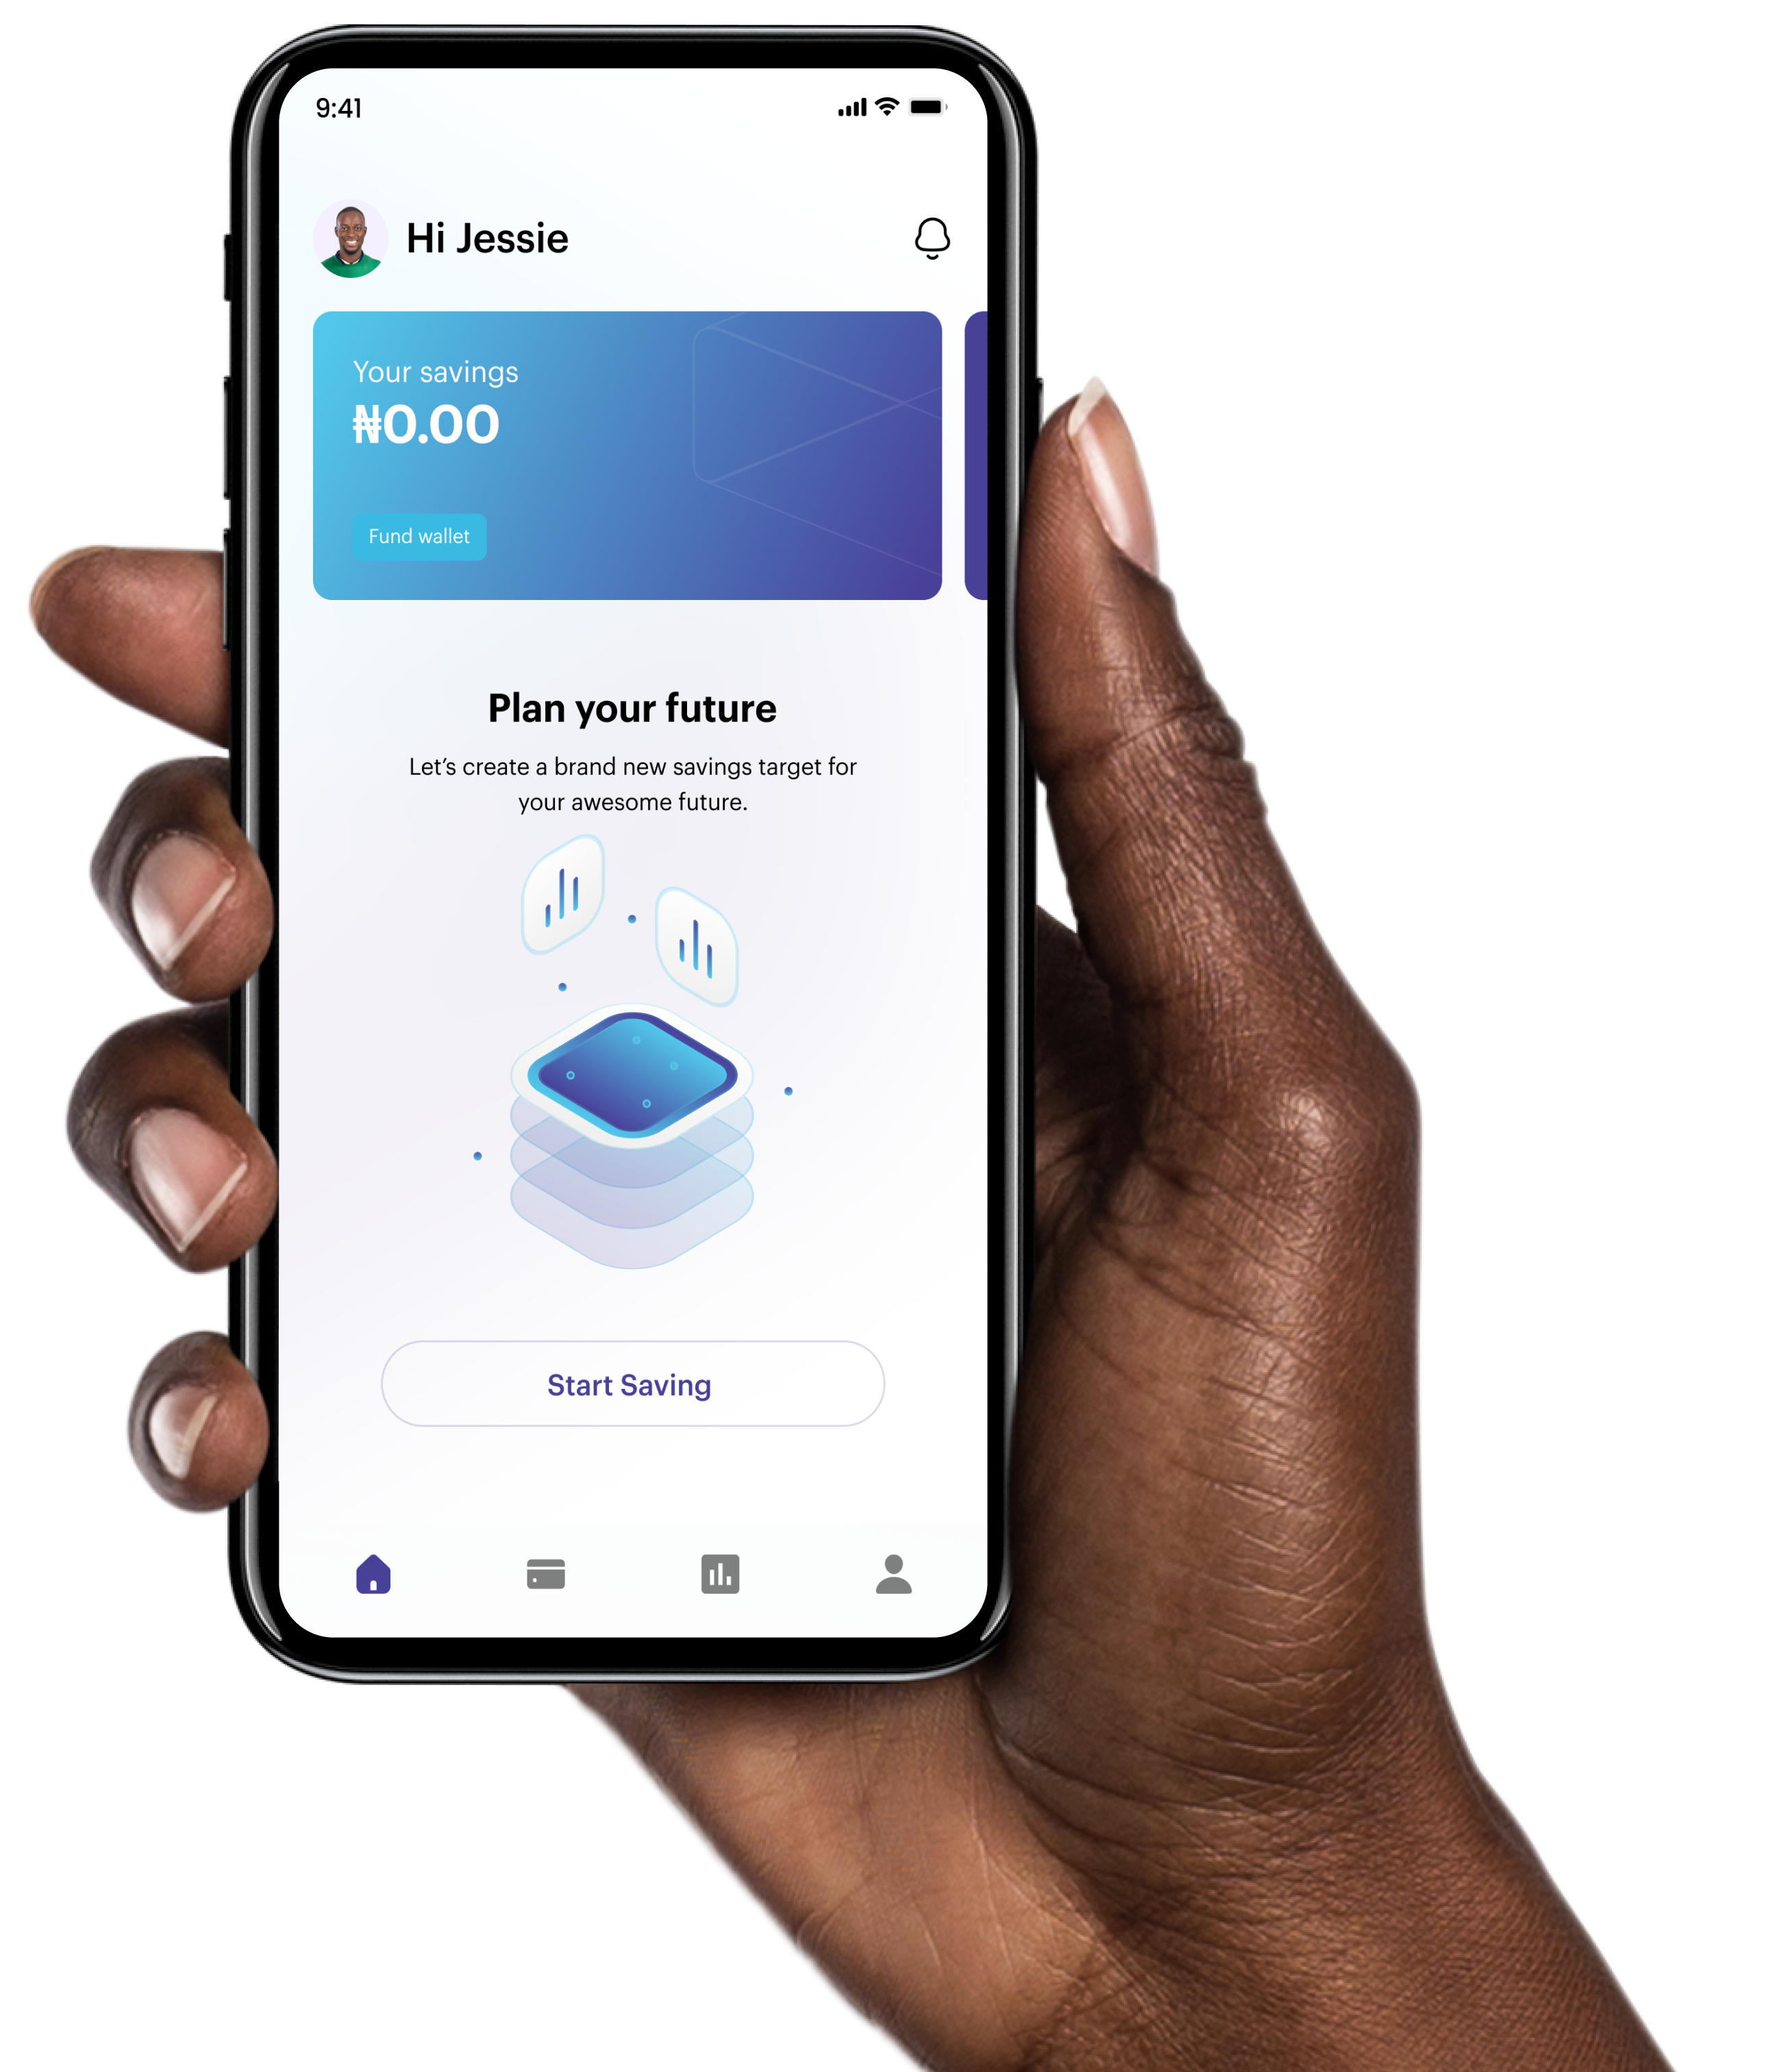 9:41
Hi Jessie
Your savings
₦0.00
Fund wallet
Plan your future
Let’s create a brand new savings target for
your awesome future.
Start Saving